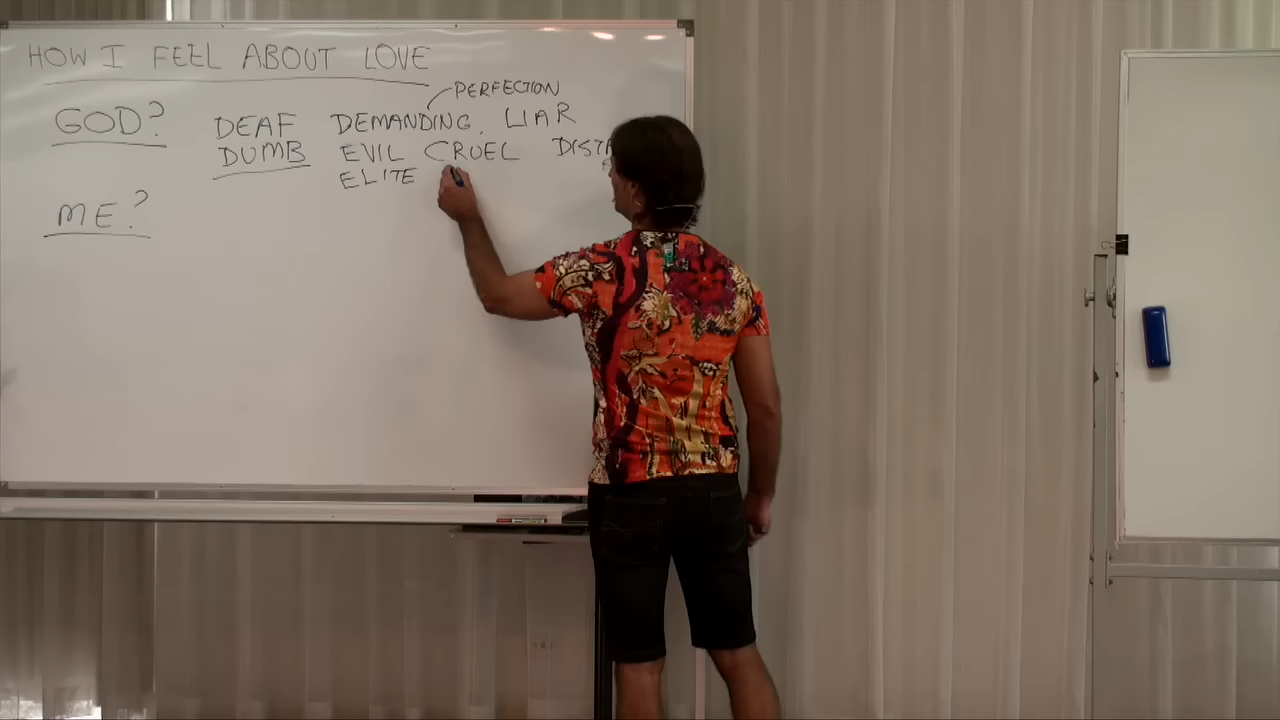 HOW I FEEL ABOUT LOVE
PERFECTION
GOD? DEAF DEMANDING, LIAR
DUMB EVIL CRUEL
ELITE
ME?